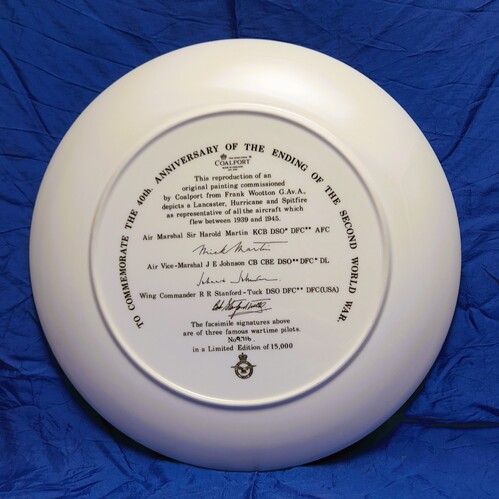 TO COMMEMORATE THE 40th. ANNIVERSARY OF THE ENDING OF THE SECOND WORLD WAR.
COALPORT
This reproduction of an
original painting commissioned
by Coalport from Frank Wootton G.Av.A.,
depicts a Lancaster, Hurricane and Spitfire
as representative of all the aircraft which
flew between 1939 and 1945.
Air Marshal Sir Harold Martin KCB DSO* DFC** AFC
Mick Martin
Air Vice-Marshal J E Johnson CB CBE DSO** DFC* DL
Johnnie Johnson
Wing Commander R R Stanford-Tuck DSO DFC** DFC(USA)
Bob Stanford Tuck
The facsimile signatures above
are of three famous wartime pilots.
No
in a Limited Edition of 15,000